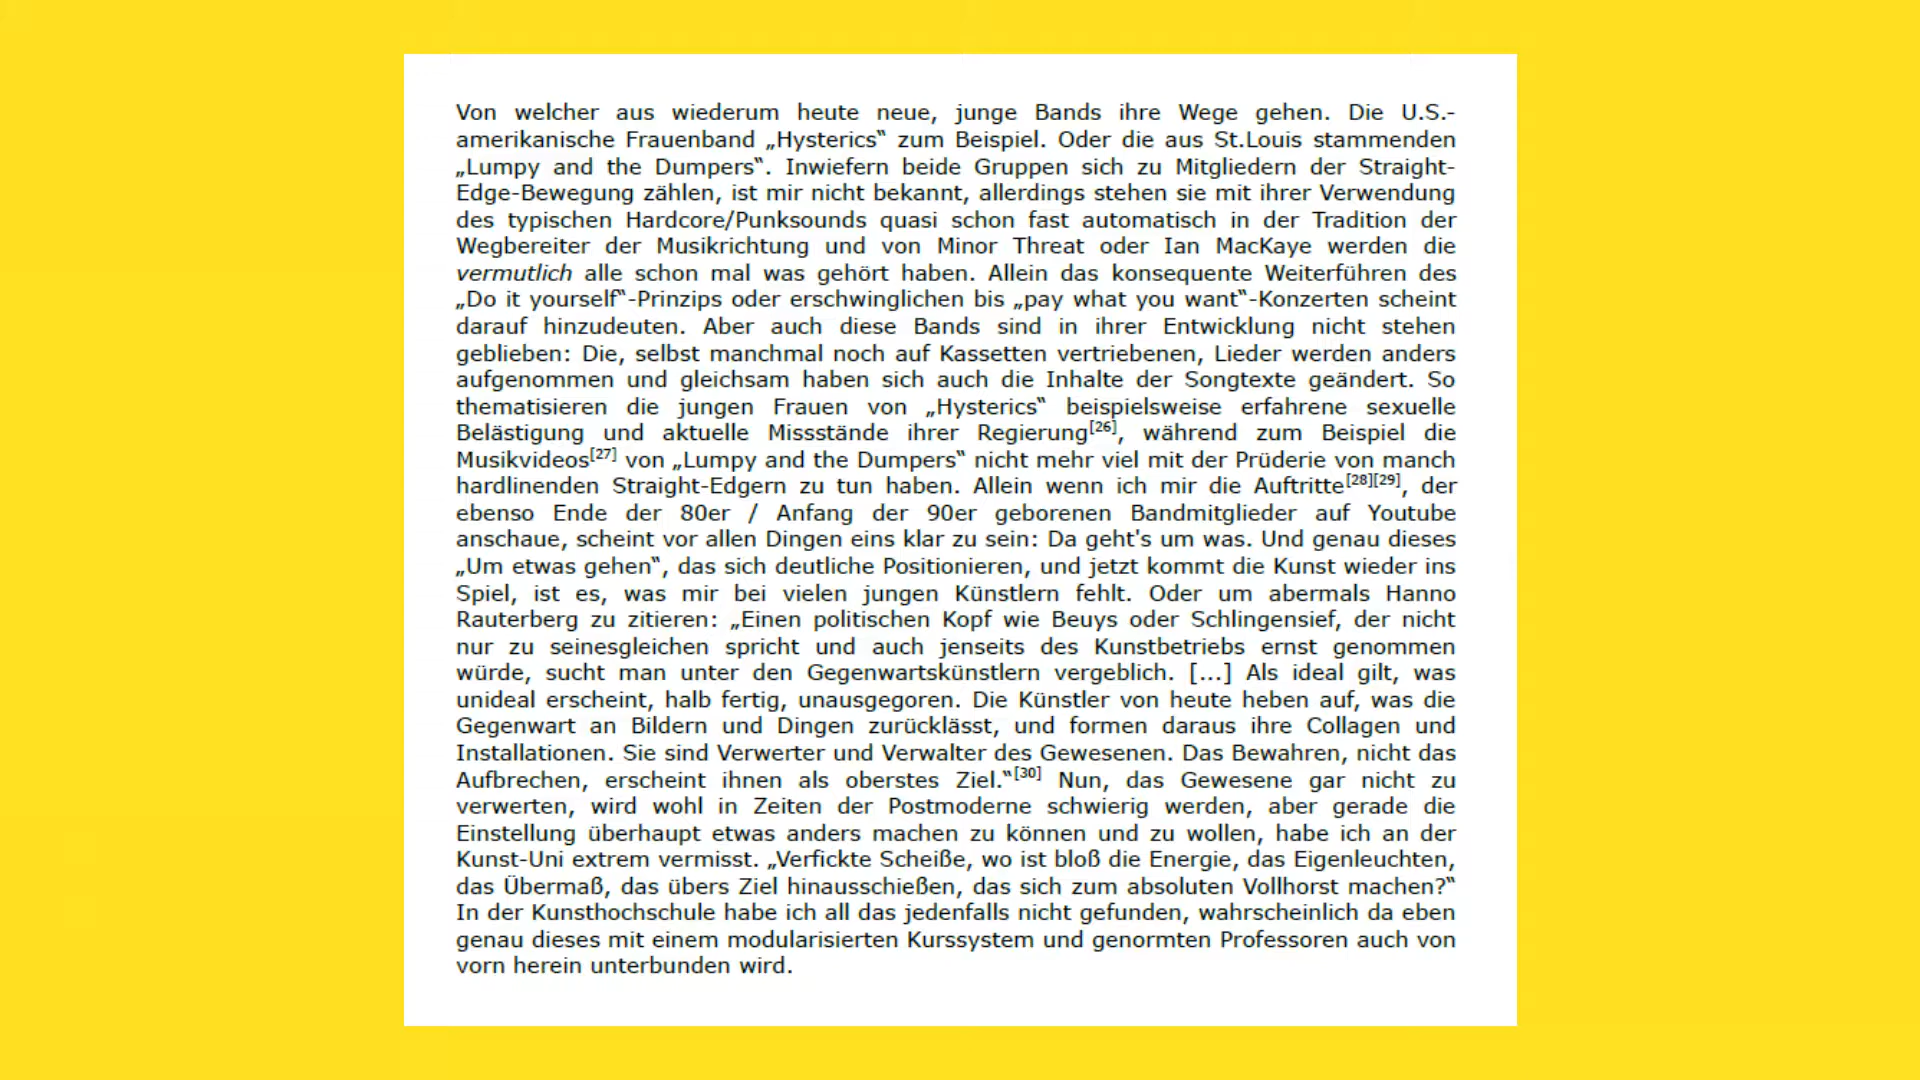 Von welcher aus wiederum heute neue, junge Bands ihre Wege gehen. Die U.S.-
amerikanische Frauenband „Hysterics‟ zum Beispiel. Oder die aus St.Louis stammenden
„Lumpy and the Dumpers‟. Inwiefern beide Gruppen sich zu Mitgliedern der Straight-
Edge-Bewegung zählen, ist mir nicht bekannt, allerdings stehen sie mit ihrer Verwendung
des typischen Hardcore/Punksounds quasi schon fast automatisch in der Tradition der
Wegbereiter der Musikrichtung und von Minor Threat oder Ian MacKaye werden die
vermutlich alle schon mal was gehört haben. Allein das konsequente Weiterführen des
„Do it yourself‟-Prinzips oder erschwinglichen bis „pay what you want‟-Konzerten scheint
darauf hinzudeuten. Aber auch diese Bands sind in ihrer Entwicklung nicht stehen
geblieben: Die, selbst manchmal noch auf Kassetten vertriebenen, Lieder werden anders
aufgenommen und gleichsam haben sich auch die Inhalte der Songtexte geändert. So
thematisieren die jungen Frauen von „Hysterics‟ beispielsweise erfahrene sexuelle
Belästigung und aktuelle Missstände ihrer Regierung[26], während zum Beispiel die
Musikvideos[27] von „Lumpy and the Dumpers‟ nicht mehr viel mit der Prüderie von manch
hardlinenden Straight-Edgern zu tun haben. Allein wenn ich mir die Auftritte[28][29], der
ebenso Ende der 80er / Anfang der 90er geborenen Bandmitglieder auf Youtube
anschaue, scheint vor allen Dingen eins klar zu sein: Da geht's um was. Und genau dieses
„Um etwas gehen‟, das sich deutliche Positionieren, und jetzt kommt die Kunst wieder ins
Spiel, ist es, was mir bei vielen jungen Künstlern fehlt. Oder um abermals Hanno
Rauterberg zu zitieren: „Einen politischen Kopf wie Beuys oder Schlingensief, der nicht
nur zu seinesgleichen spricht und auch jenseits des Kunstbetriebs ernst genommen
würde, sucht man unter den Gegenwartskünstlern vergeblich. [...] Als ideal gilt, was
unideal erscheint, halb fertig, unausgegoren. Die Künstler von heute heben auf, was die
Gegenwart an Bildern und Dingen zurücklässt, und formen daraus ihre Collagen und
Installationen. Sie sind Verwerter und Verwalter des Gewesenen. Das Bewahren, nicht das
Aufbrechen, erscheint ihnen als oberstes Ziel.‟[30] Nun, das Gewesene gar nicht zu
verwerten, wird wohl in Zeiten der Postmoderne schwierig werden, aber gerade die
Einstellung überhaupt etwas anders machen zu können und zu wollen, habe ich an der
Kunst-Uni extrem vermisst. „Verfickte Scheiße, wo ist bloß die Energie, das Eigenleuchten,
das Übermaß, das übers Ziel hinausschießen, das sich zum absoluten Vollhorst machen?‟
In der Kunsthochschule habe ich all das jedenfalls nicht gefunden, wahrscheinlich da eben
genau dieses mit einem modularisierten Kurssystem und genormten Professoren auch von
vorn herein unterbunden wird.